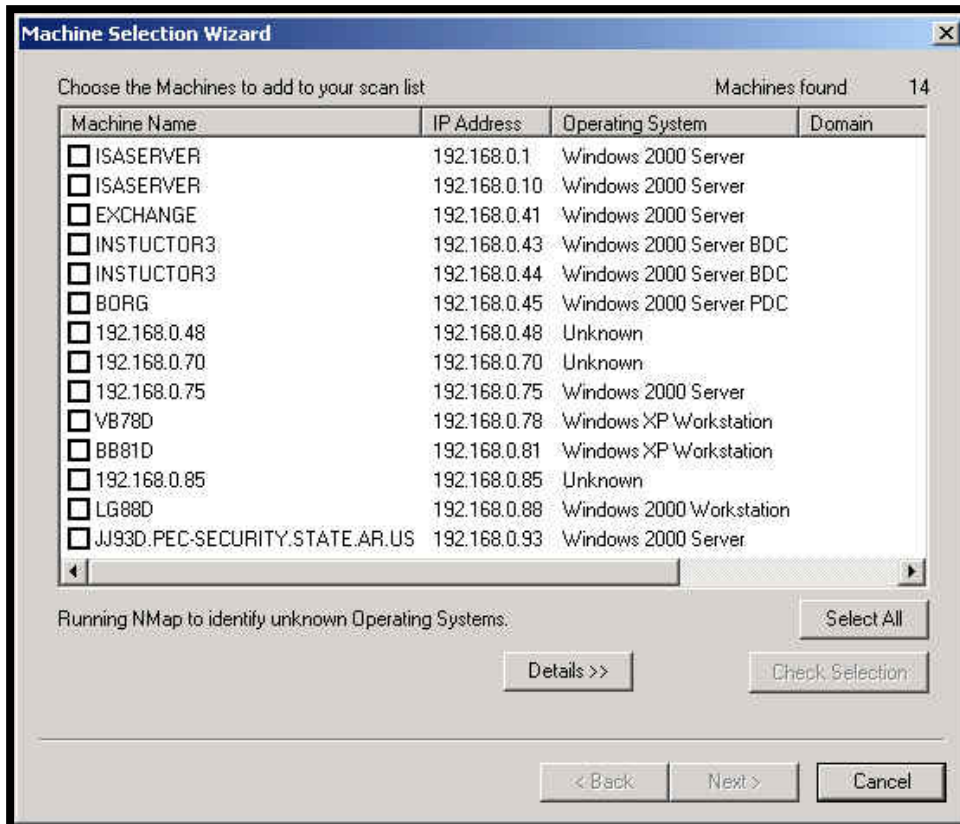 Machine Selection Wizard
Choose the Machines to add to your scan list Machines found 14
Machine Name IP Address Operating System Domain
ISASERVER 192.168.0.1 Windows 2000 Server
ISASERVER 192.168.0.10 Windows 2000 Server
EXCHANGE 192.168.0.41 Windows 2000 Server
INSTUCTOR3 192.168.0.43 Windows 2000 Server BDC
INSTUCTOR3 192.168.0.44 Windows 2000 Server BDC
BORG 192.168.0.45 Windows 2000 Server PDC
192.168.0.48 192.168.0.48 Unknown
192.168.0.70 192.168.0.70 Unknown
192.168.0.75 192.168.0.75 Windows 2000 Server
VB78D 192.168.0.78 Windows XP Workstation
BB81D 192.168.0.81 Windows XP Workstation
192.168.0.85 192.168.0.85 Unknown
LG88D 192.168.0.88 Windows 2000 Workstation
JJ93D.PEC-SECURITY.STATE.AR.US 192.168.0.93 Windows 2000 Server
Running NMap to identify unknown Operating Systems. Select All
Details >> Check Selection
< Back Next > Cancel